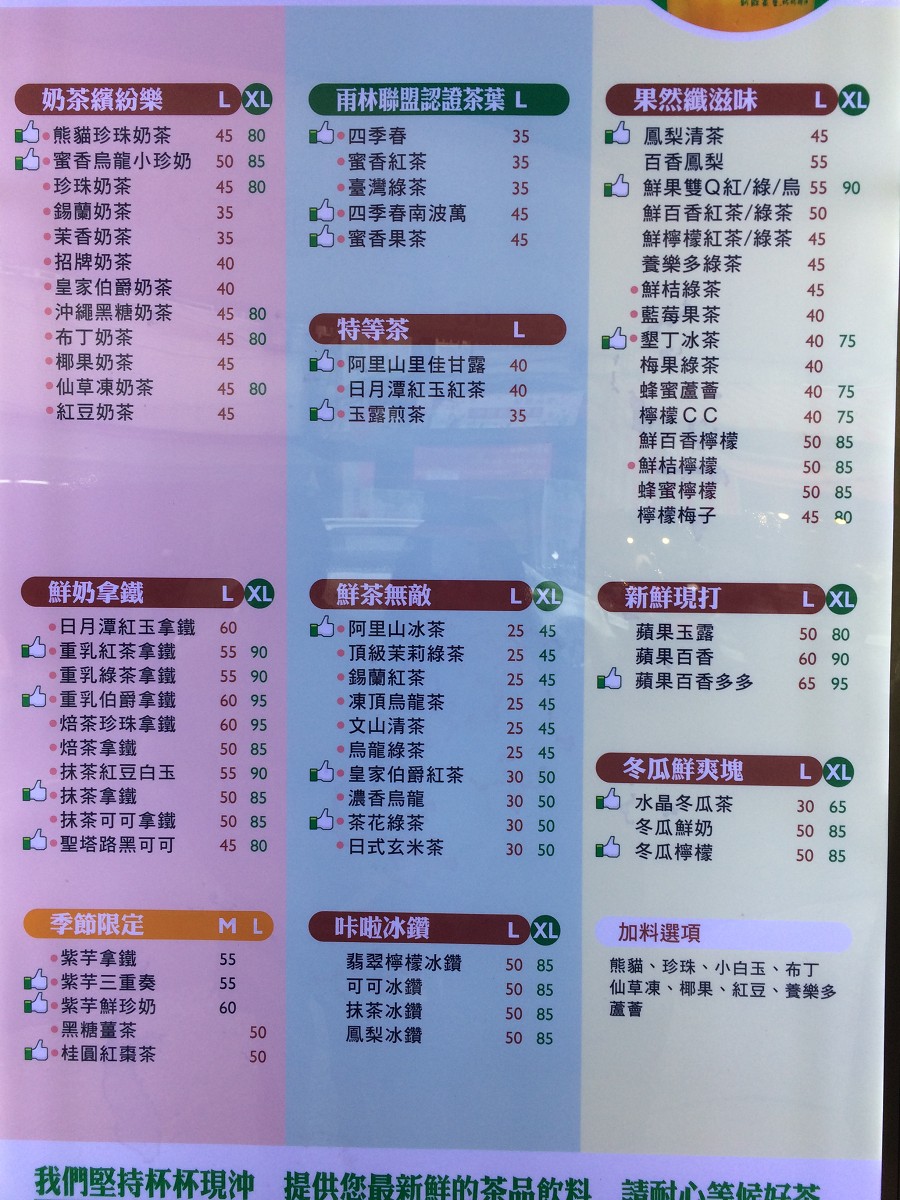 奶茶繽紛樂 L XL
熊貓珍珠奶茶 45 80
蜜香烏龍小珍奶 50 85
珍珠奶茶 45 80
錫蘭奶茶 35
茉香奶茶 35
招牌奶茶 40
皇家伯爵奶茶 40
沖繩黑糖奶茶 45 80
布丁奶茶 45 80
椰果奶茶 45
仙草凍奶茶 45 80
紅豆奶茶 45
鮮奶拿鐵 L XL
日月潭紅玉拿鐵 60
重乳紅茶拿鐵 55 90
重乳綠茶拿鐵 55 90
重乳伯爵拿鐵 60 95
焙茶珍珠拿鐵 60 95
焙茶拿鐵 50 85
抹茶紅豆白玉 55 90
抹茶拿鐵 50 85
抹茶可可拿鐵 50 85
聖塔路黑可可 45 80
季節限定 M L
紫芋拿鐵 55
紫芋三重奏 55
紫芋鮮珍奶 60
黑糖薑茶 50
桂圓紅棗茶 50
雨林聯盟認證茶葉 L
四季春 35
蜜香紅茶 35
臺灣綠茶 35
四季春南波萬 45
蜜香果茶 45
特等茶 L
阿里山里佳甘露 40
日月潭紅玉紅茶 40
玉露煎茶 35
鮮茶無敵 L XL
阿里山冰茶 25 45
頂級茉莉綠茶 25 45
錫蘭紅茶 25 45
凍頂烏龍茶 25 45
文山清茶 25 45
烏龍綠茶 25 45
皇家伯爵紅茶 30 50
濃香烏龍 30 50
茶花綠茶 30 50
日式玄米茶 30 50
咔啦冰鑽 L XL
翡翠檸檬冰鑽 50 85
可可冰鑽 50 85
抹茶冰鑽 50 85
鳳梨冰鑽 50 85
果然纖滋味 L XL
鳳梨清茶 45
百香鳳梨 55
鮮果雙Q紅/綠/烏 55 90
鮮百香紅茶/綠茶 50
鮮檸檬紅茶/綠茶 45
養樂多綠茶 45
鮮桔綠茶 45
藍莓果茶 40
墾丁冰茶 40 75
梅果綠茶 40
蜂蜜蘆薈 40 75
檸檬CC 40 75
鮮百香檸檬 50 85
鮮桔檸檬 50 85
蜂蜜檸檬 50 85
檸檬梅子 45 80
新鮮現打 L XL
蘋果玉露 50 80
蘋果百香 60 90
蘋果百香多多 65 95
冬瓜鮮爽塊 L XL
水晶冬瓜茶 30 65
冬瓜鮮奶 50 85
冬瓜檸檬 50 85
加料選項
熊貓、珍珠、小白玉、布丁
仙草凍、椰果、紅豆、養樂多
蘆薈
我們堅持杯杯現沖 提供您最新鮮的茶品飲料 請耐心等候好茶